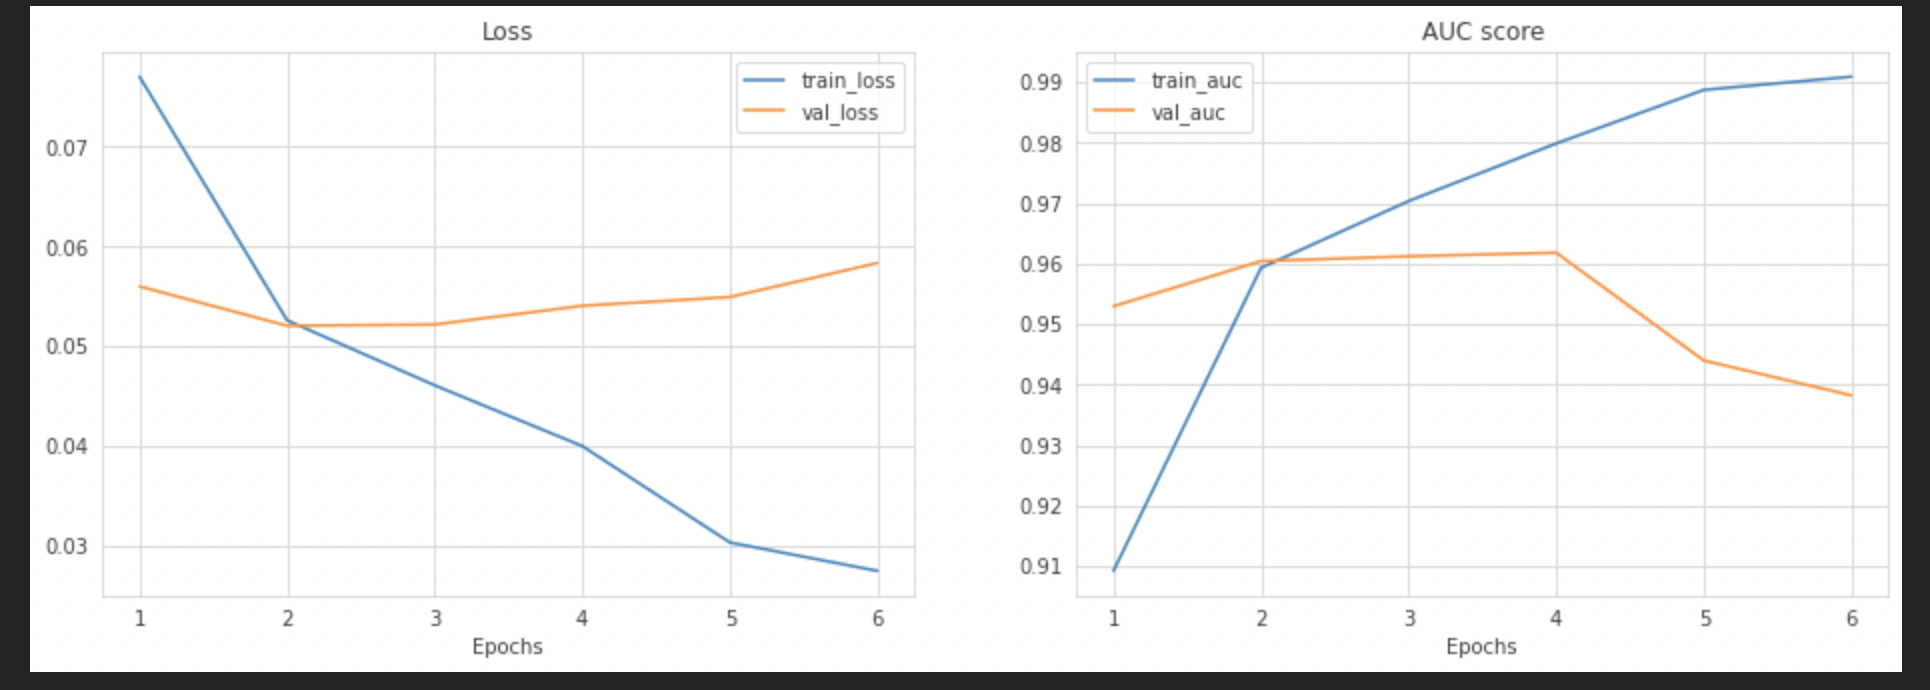 Loss
train_loss
val_loss
0.07
0.06
0.05
0.04
0.03
1 2 3 4 5 6
Epochs
AUC score
train_auc
val_auc
0.99
0.98
0.97
0.96
0.95
0.94
0.93
0.92
0.91
1 2 3 4 5 6
Epochs